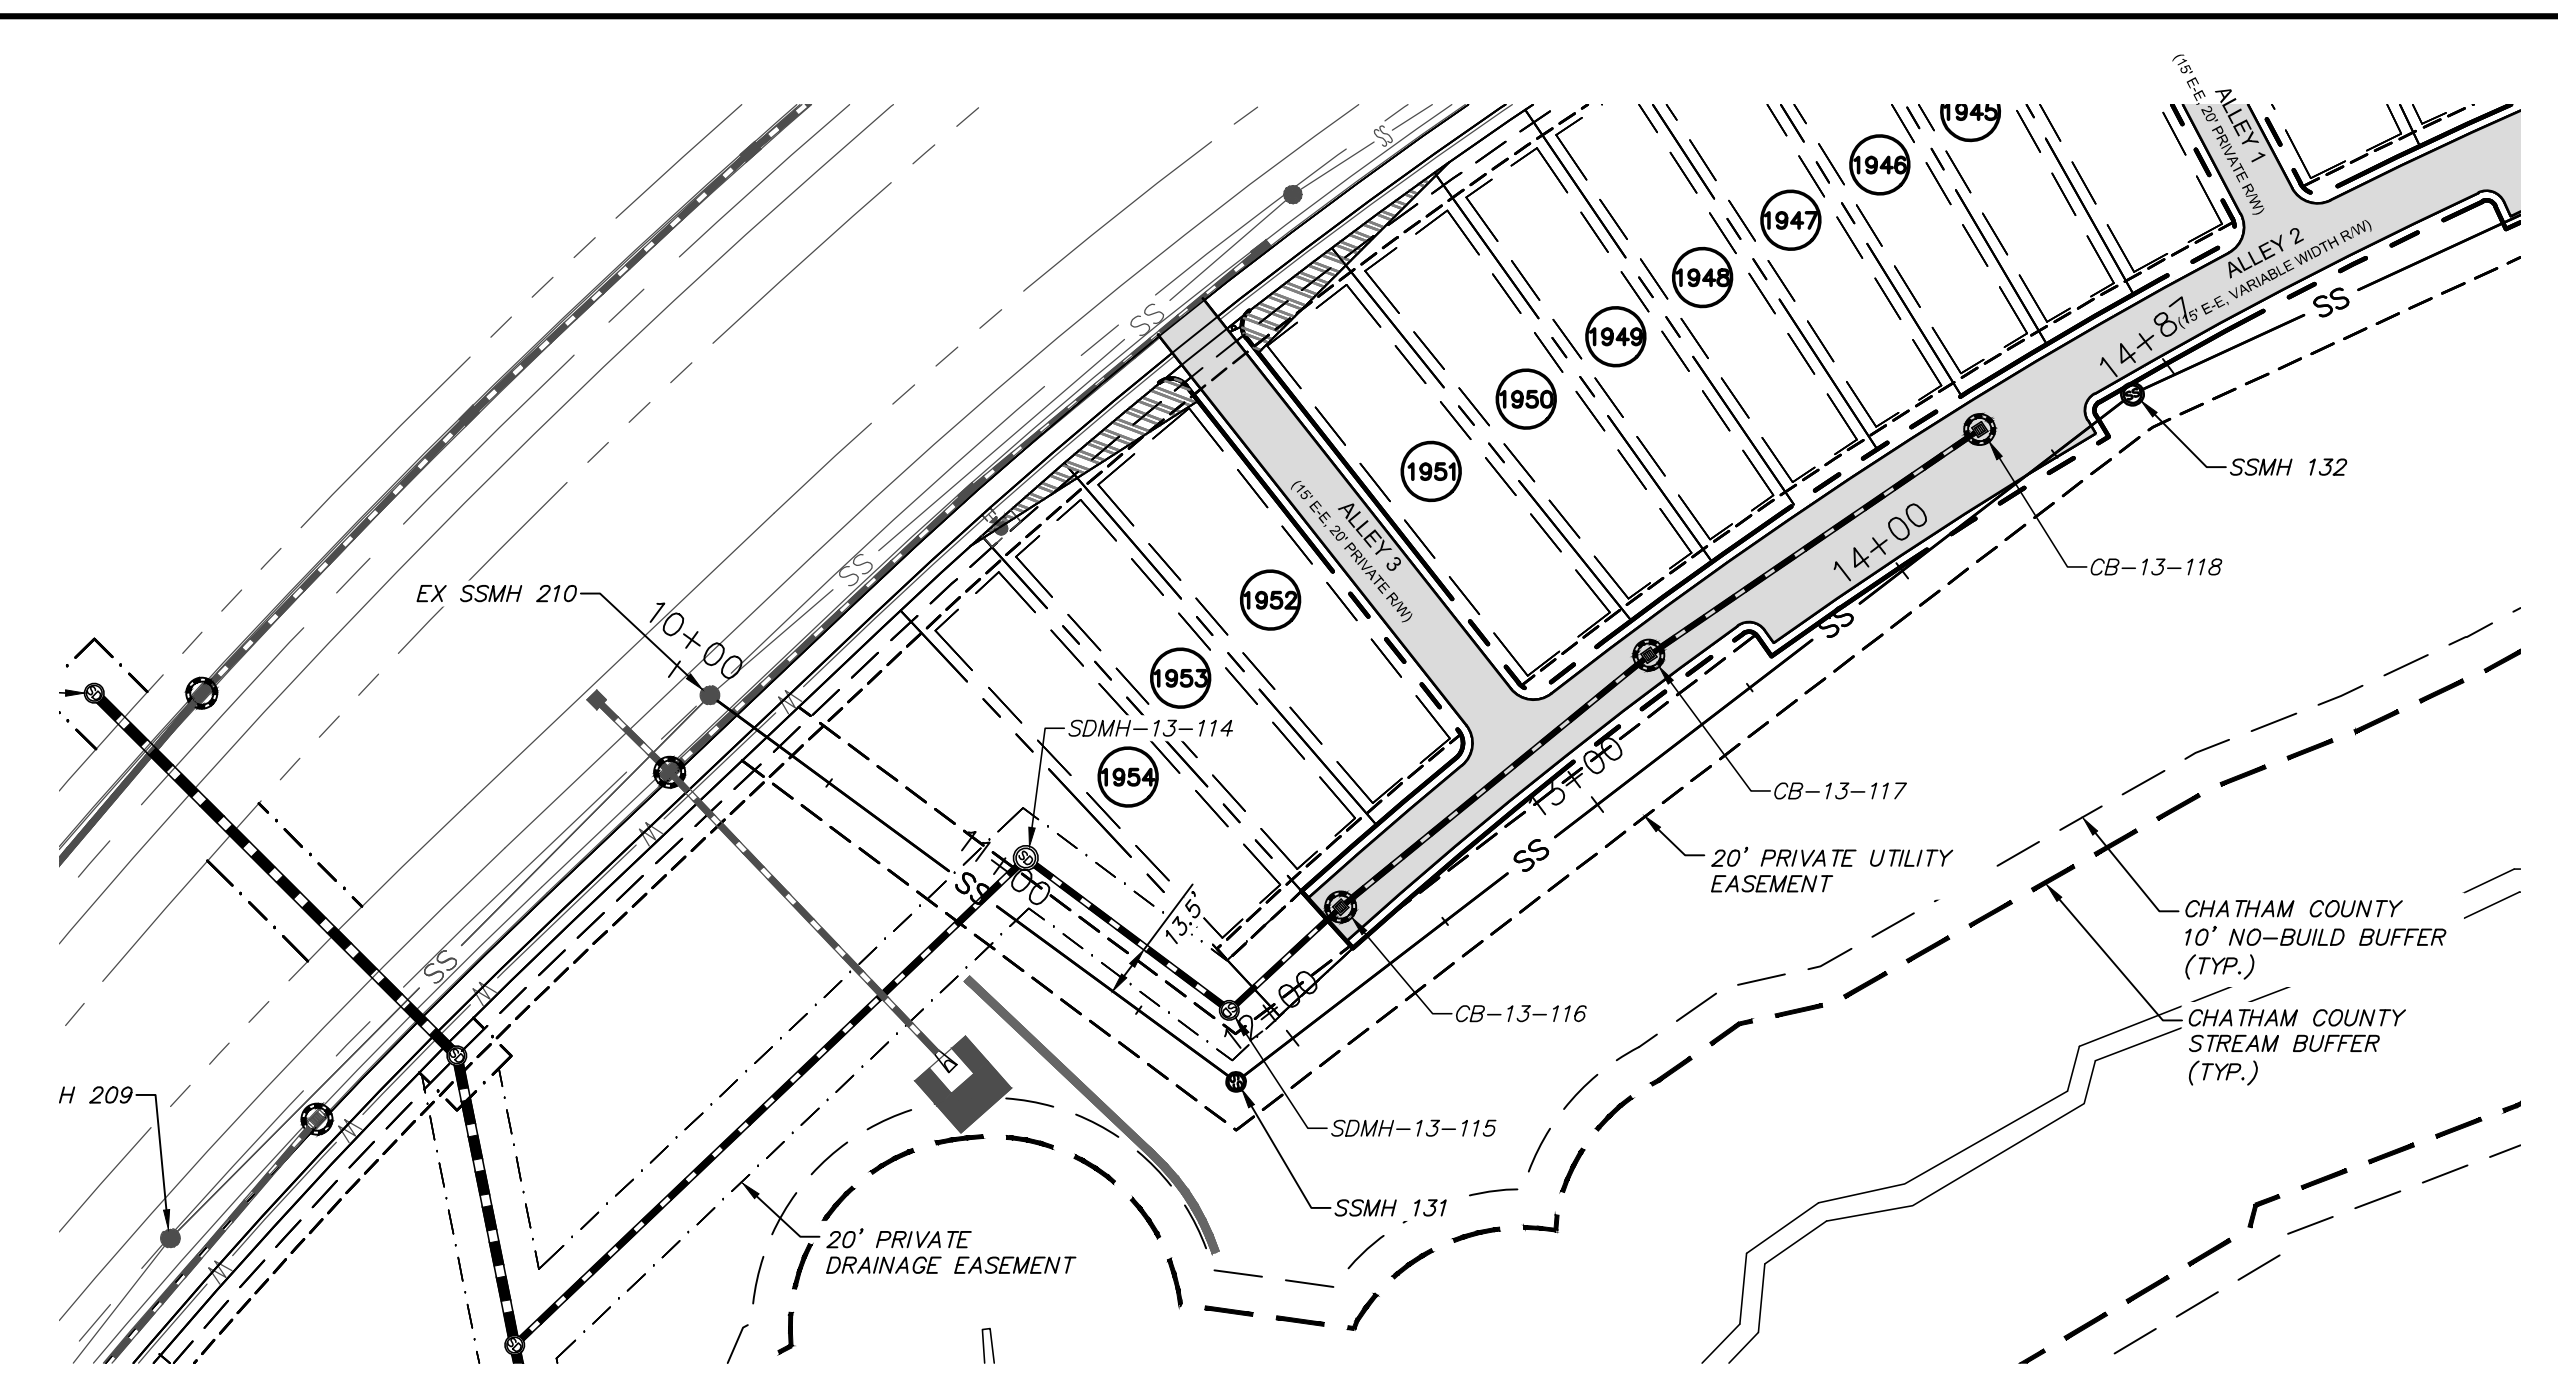 (15' E-E, 20' PRIVATE R/W)
ALLEY 1
1945
1946
1947
1948
1949
1950
1951
1952
1953
1954
ALLEY 2
(15' E-E, VARIABLE WIDTH R/W)
14+87
SS
SS
SS
SS
SSMH 132
ALLEY 3
(15' E-E, 20' PRIVATE R/W)
14+00
CB-13-118
SS
EX SSMH 210
10+00
W
SDMH-13-114
13+00
CB-13-117
SS
20' PRIVATE UTILITY
EASEMENT
11+00
SS
13.5'
CHATHAM COUNTY
10' NO-BUILD BUFFER
(TYP.)
W
SS
W
12+00
CB-13-116
CHATHAM COUNTY
STREAM BUFFER
(TYP.)
H 209
W
SDMH-13-115
SSMH 131
20' PRIVATE
DRAINAGE EASEMENT
W